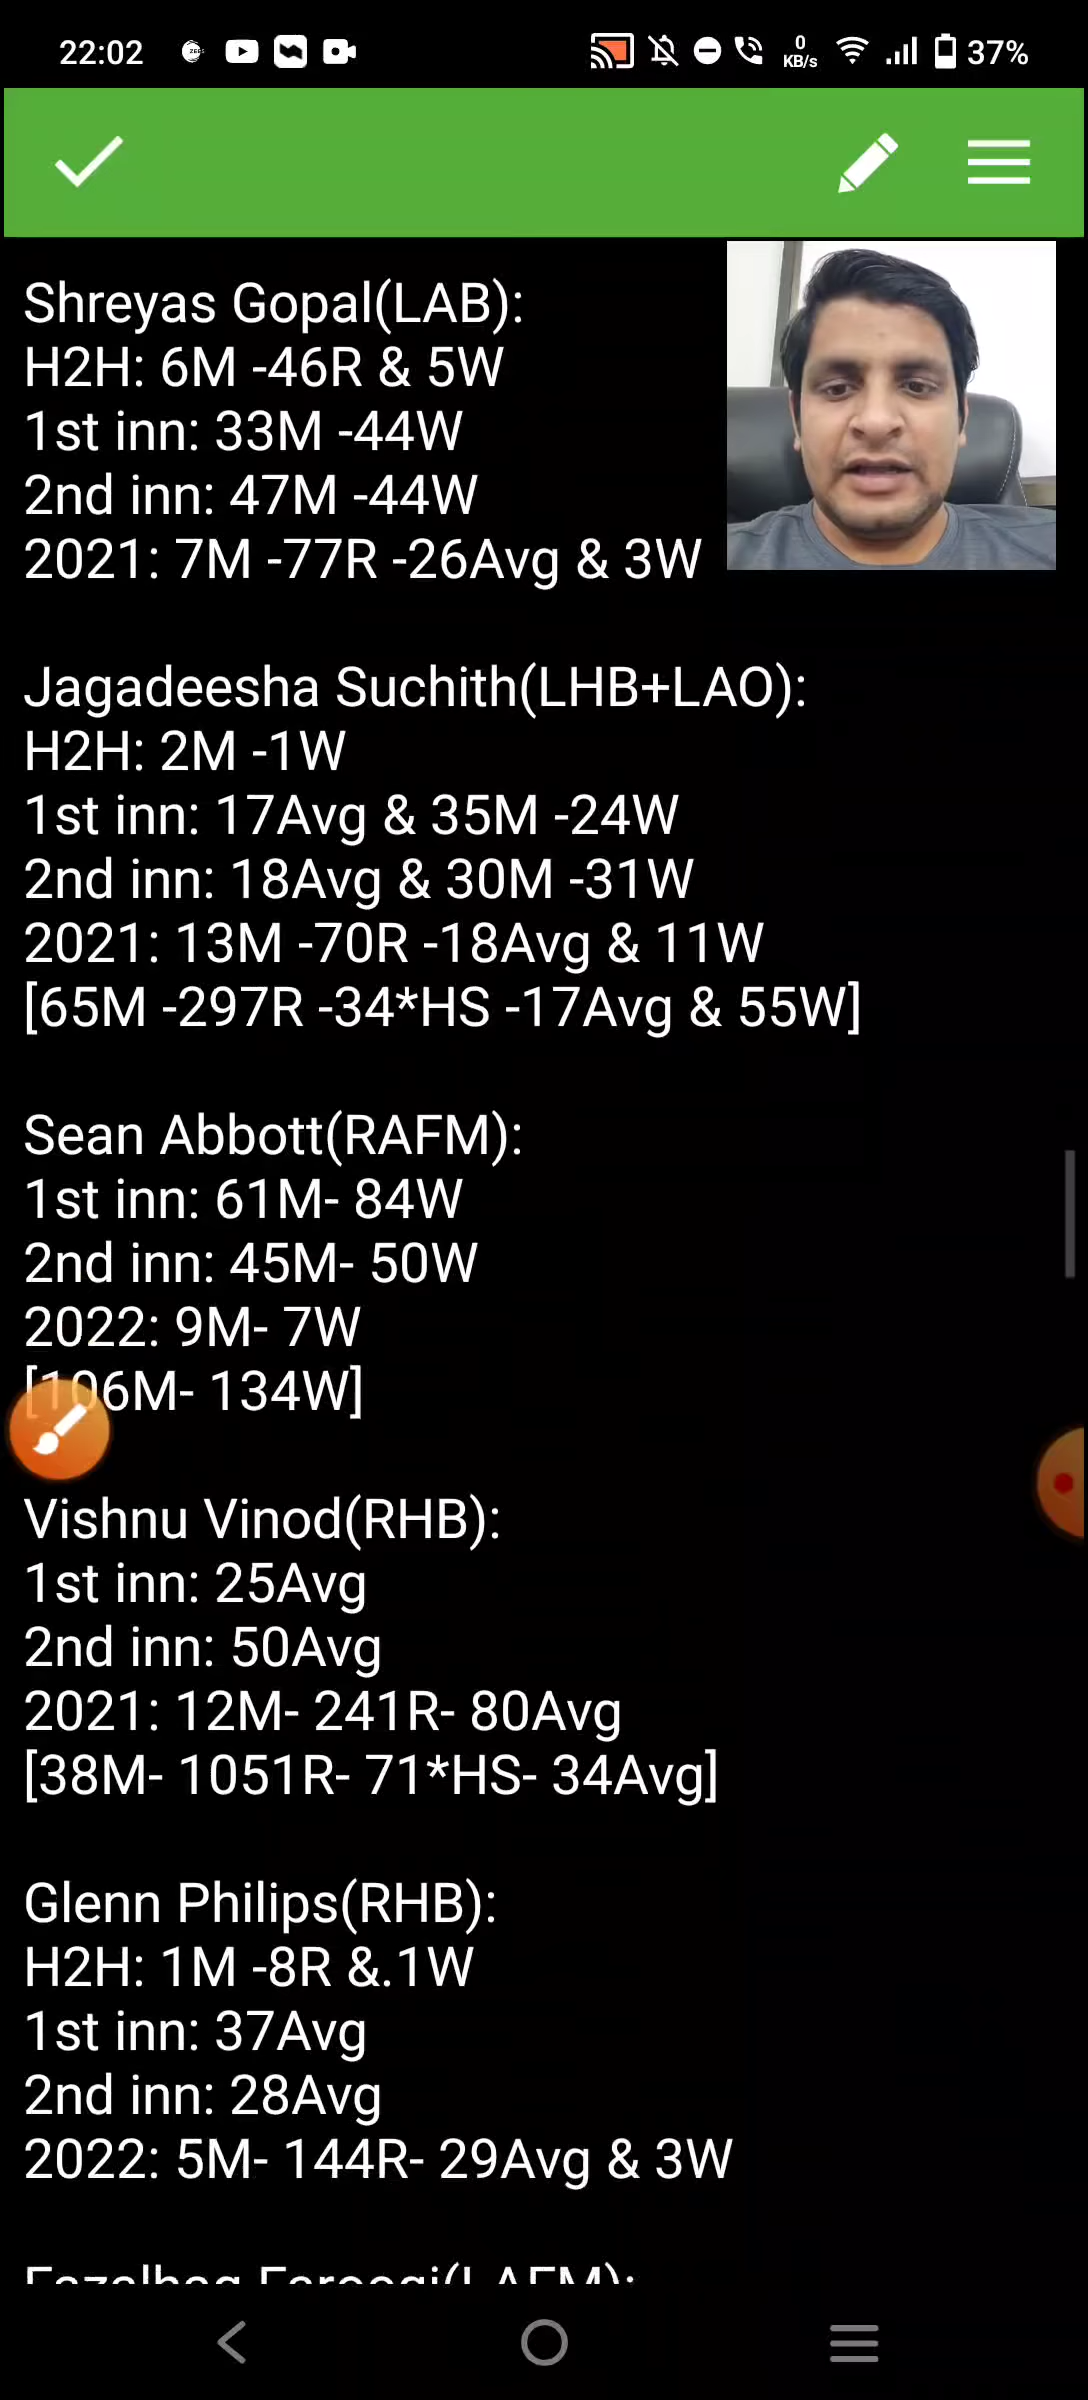 22:02
0
KB/s
37%
Shreyas Gopal(LAB):
H2H: 6M -46R & 5W
1st inn: 33M -44W
2nd inn: 47M -44W
2021: 7M -77R -26Avg & 3W
Jagadeesha Suchith(LHB+LAO):
H2H: 2M -1W
1st inn: 17Avg & 35M -24W
2nd inn: 18Avg & 30M -31W
2021: 13M -70R -18Avg & 11W
[65M -297R -34*HS -17Avg & 55W]
Sean Abbott(RAFM):
1st inn: 61M- 84W
2nd inn: 45M- 50W
2022: 9M- 7W
[106M- 134W]
Vishnu Vinod(RHB):
1st inn: 25Avg
2nd inn: 50Avg
2021: 12M- 241R- 80Avg
[38M- 1051R- 71*HS- 34Avg]
Glenn Philips(RHB):
H2H: 1M -8R &.1W
1st inn: 37Avg
2nd inn: 28Avg
2022: 5M- 144R- 29Avg & 3W
Fazalhaq Farooqi(LAFM):